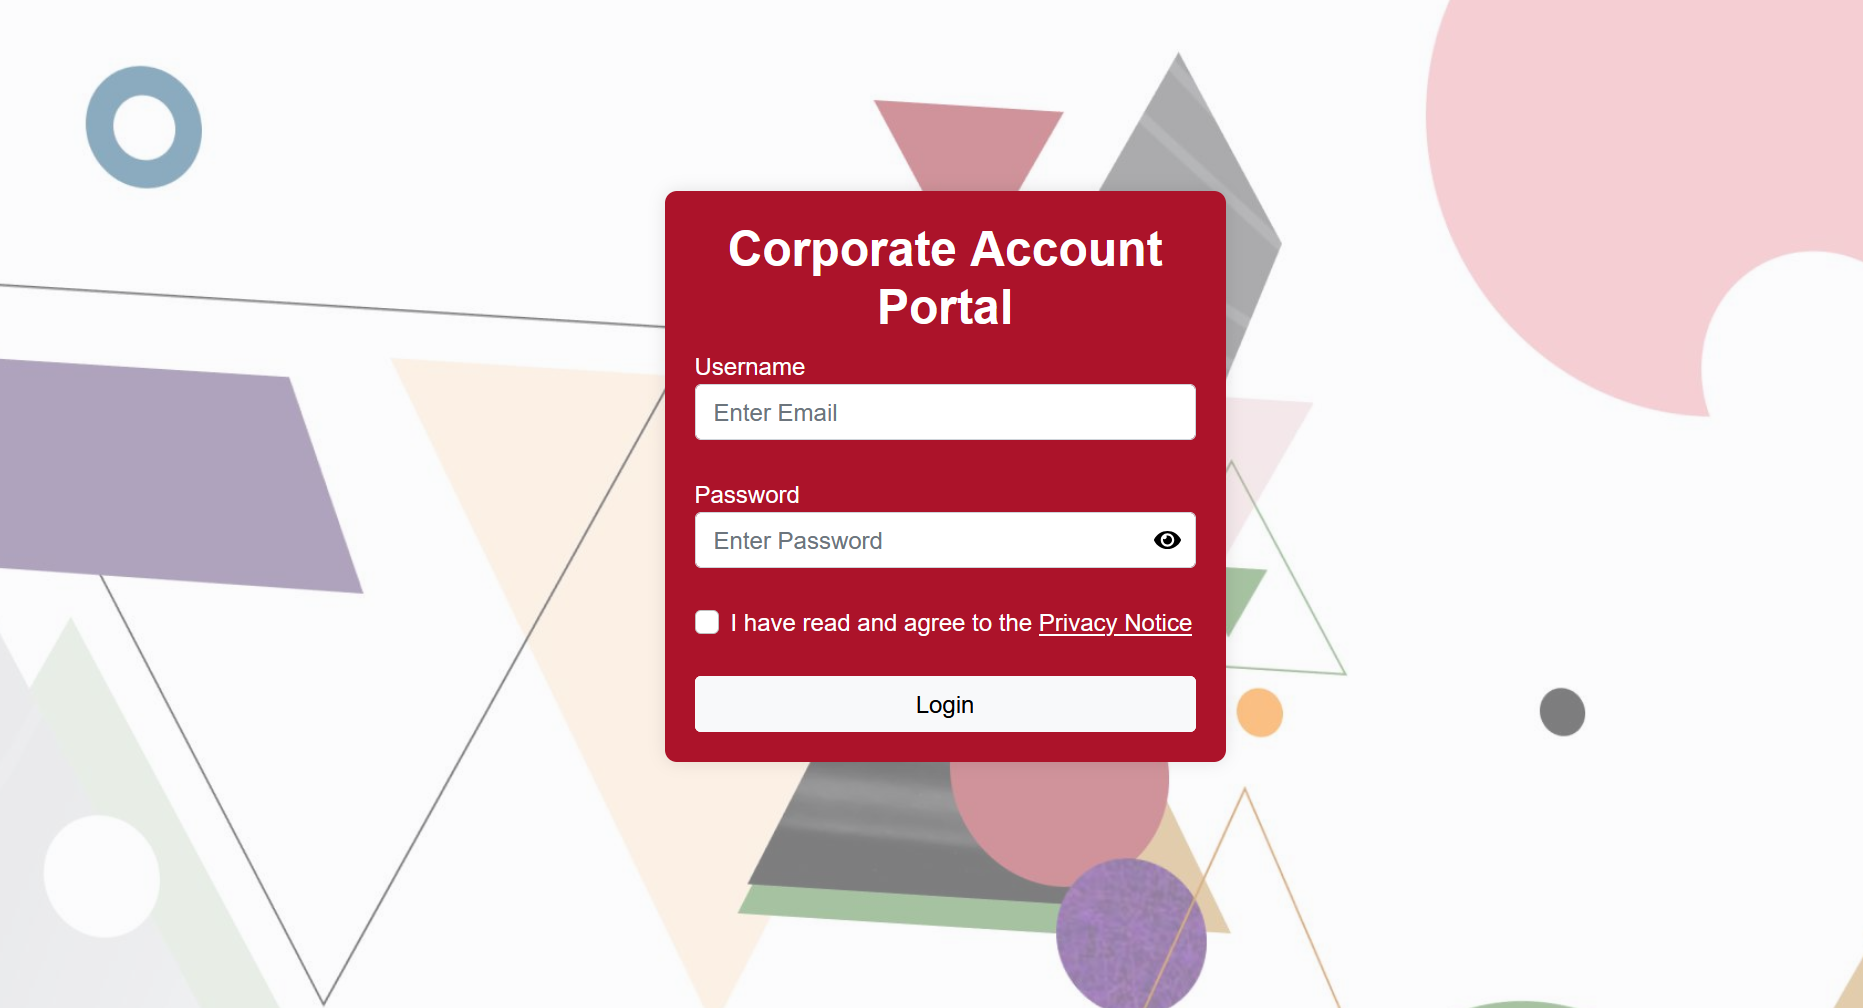 Corporate Account
Portal
Username
Enter Email
Password
Enter Password
I have read and agree to the Privacy Notice
Login